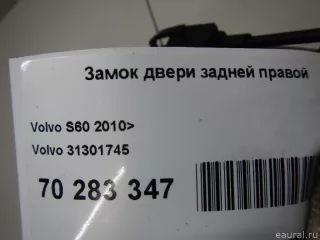 Замок двери задней правой
Volvo S60 2010>
Volvo 31301745
70 283 347
eaural.ru